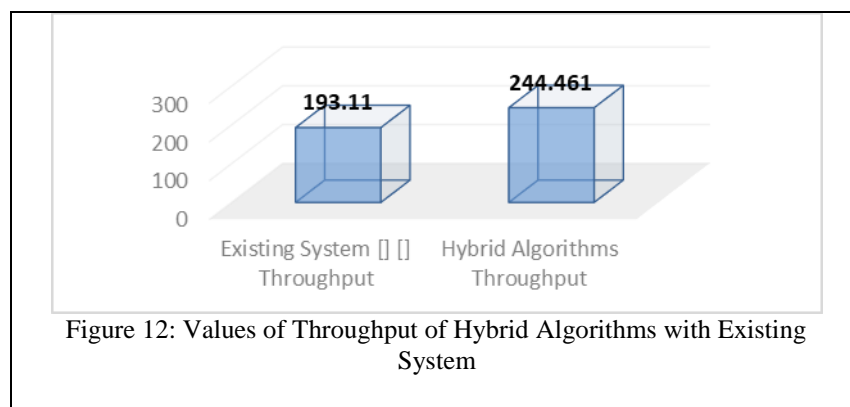 193.11
244.461
300
200
100
0
Existing System [] []
Throughput
Hybrid Algorithms
Throughput
Figure 12: Values of Throughput of Hybrid Algorithms with Existing
System